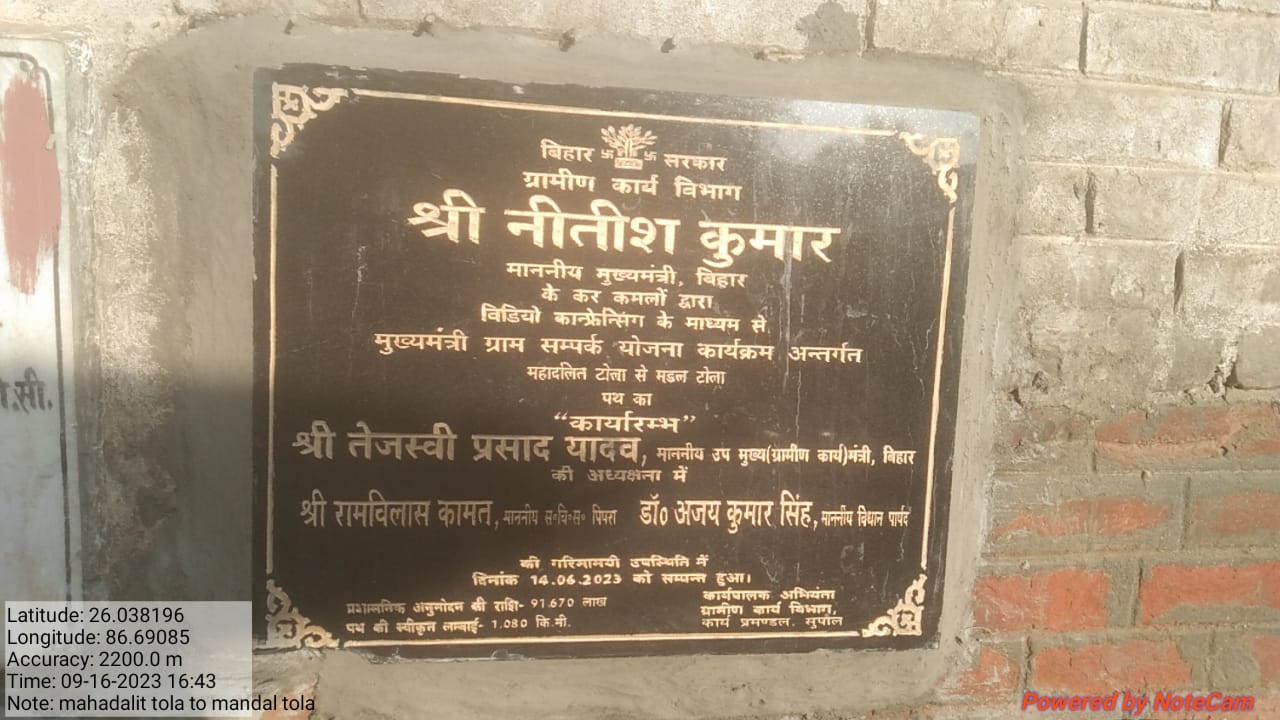 बिहार सरकार
ग्रामीण कार्य विभाग
श्री नीतीश कुमार
माननीय मुख्यमंत्री, बिहार
के कर कमलों द्वारा
विडियो कान्फ्रेन्सिंग के माध्यम से
मुख्यमंत्री ग्राम सम्पर्क योजना कार्यक्रम अन्तर्गत
महादलित टोला से मडल टोला
पथ का
“कार्यारम्भ”
श्री तेजस्वी प्रसाद यादव, माननीय उप मुख्य(ग्रामीण कार्य)मंत्री, बिहार
की अध्यक्षता में
श्री रामविलास कामत, माननीय स०वि०स० पिपरा डॉ० अजय कुमार सिंह, माननीय विधान पार्षद
की गरिमामयी उपस्थिति में
दिनांक 14.06.2023 को सम्पन्न हुआ।
प्रशासनिक अनुमोदन की राशि- 91.670 लाख
पथ की स्वीकृत लम्बाई- 1.080 कि.मी.
कार्यपालक अभियंता
ग्रामीण कार्य विभाग,
कार्य प्रमण्डल, सुपौल
.सी.
Latitude: 26.038196
Longitude: 86.69085
Accuracy: 2200.0 m
Time: 09-16-2023 16:43
Note: mahadalit tola to mandal tola
Powered by NoteCam